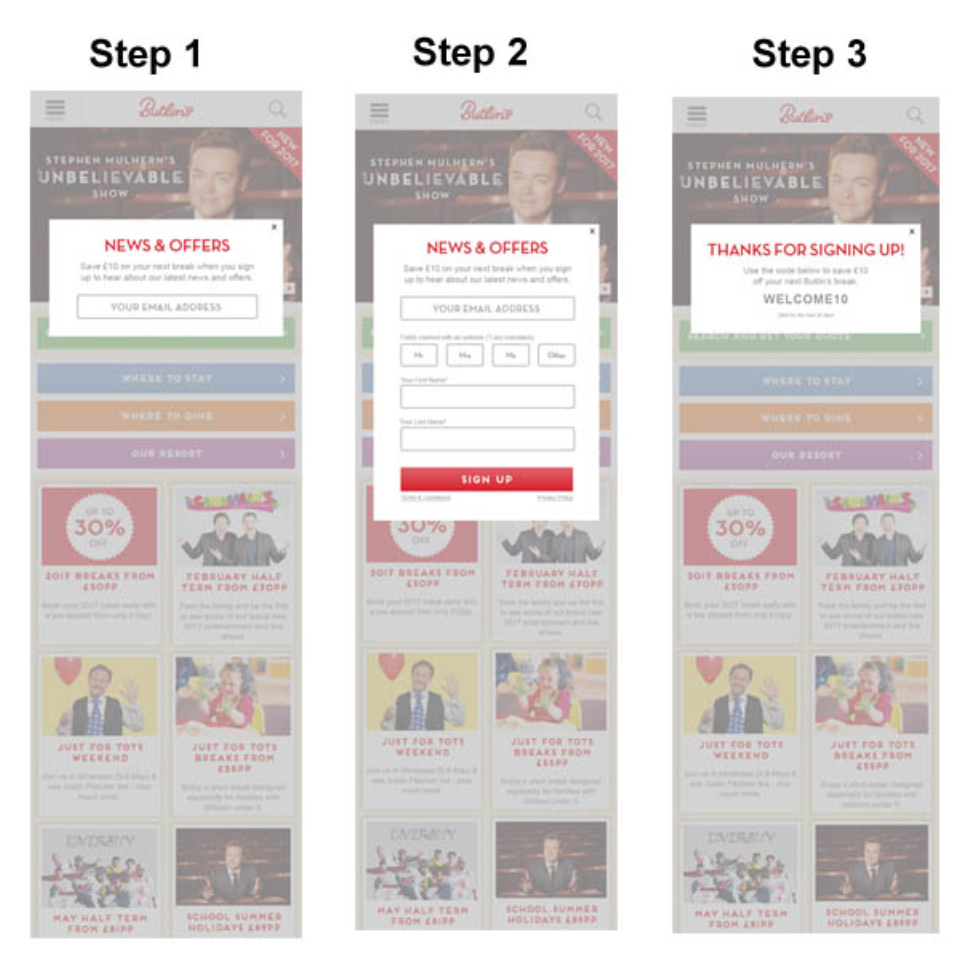 Step 1
Step 2
Step 3
MENU
Butlin's
NEW
FOR 2017
STEPHEN MULHERN'S
UNBELIEVABLE
SHOW
x
NEWS & OFFERS
Save £10 on your next break when you sign
up to hear about our latest news and offers.
YOUR EMAIL ADDRESS
WHERE TO STAY
WHERE TO DINE
OUR RESORT
UP TO
30%
OFF
2017 BREAKS FROM
£50PP
Book your 2017 break early with
a low deposit from only
FEBRUARY HALF
TERM FROM £70PP
Treat the family and be the first
to see some of our brand new
2017 entertainment and live
shows
JUST FOR TOTS
WEEKEND
Join us in Minehead (5-8 May) &
see Justin Fletcher live - plus
much more
JUST FOR TOTS
BREAKS FROM
£55PP
Enjoy a short break designed
especially for families with
children under 5
DIVERSITY
MAY HALF TERM
FROM £81PP
SCHOOL SUMMER
HOLIDAYS £89PP
Butlin's
NEW
FOR 2017
STEPHEN MULHERN'S
UNBELIEVABLE
SHOW
x
NEWS & OFFERS
Save £10 on your next break when you sign
up to hear about our latest news and offers.
YOUR EMAIL ADDRESS
Fields marked with an asterisk (*) are mandatory
Mr
Mrs
Ms
Other
Your First Name*
Your Last Name*
SIGN UP
Terms & Conditions
Privacy Policy
30%
OFF
2017 BREAKS FROM
£50PP
Book your 2017 break early with
a low deposit from only
FEBRUARY HALF
TERM FROM £70PP
Treat the family and be the first
to see some of our brand new
2017 entertainment and live
shows
JUST FOR TOTS
WEEKEND
Join us in Minehead (5-8 May) &
see Justin Fletcher live - plus
much more
JUST FOR TOTS
BREAKS FROM
£55PP
Enjoy a short break designed
especially for families with
children under 5
DIVERSITY
MAY HALF TERM
FROM £81PP
SCHOOL SUMMER
HOLIDAYS £89PP
Butlin's
NEW
FOR 2017
STEPHEN MULHERN'S
UNBELIEVABLE
SHOW
x
THANKS FOR SIGNING UP!
Use the code below to save £10
off your next Butlin's break.
WELCOME10
SEARCH AND GET YOUR QUOTE
WHERE TO STAY
WHERE TO DINE
OUR RESORT
UP TO
30%
OFF
2017 BREAKS FROM
£50PP
Book your 2017 break early with
a low deposit from only
FEBRUARY HALF
TERM FROM £70PP
Treat the family and be the first
to see some of our brand new
2017 entertainment and live
shows
JUST FOR TOTS
WEEKEND
Join us in Minehead (5-8 May) &
see Justin Fletcher live - plus
much more
JUST FOR TOTS
BREAKS FROM
£55PP
Enjoy a short break designed
especially for families with
children under 5
DIVERSITY
MAY HALF TERM
FROM £81PP
SCHOOL SUMMER
HOLIDAYS £89PP